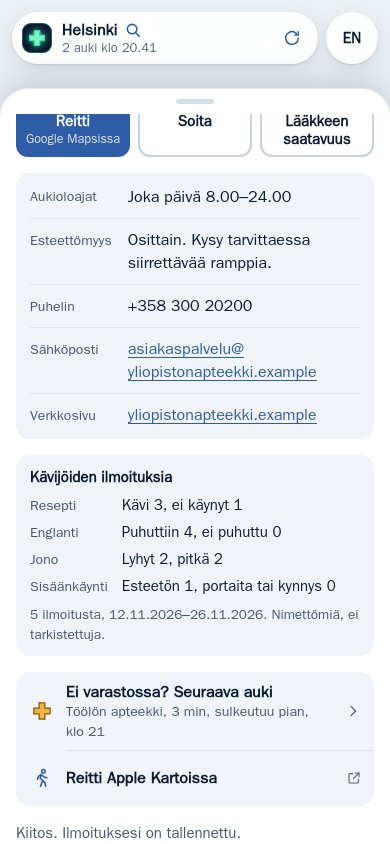 Helsinki
2 auki klo 20.41
EN
Reitti
Google Mapsissa
Soita
Lääkkeen
saatavuus
Aukioloajat
Joka päivä 8.00–24.00
Esteettömyys
Osittain. Kysy tarvittaessa
siirrettävää ramppia.
Puhelin
+358 300 20200
Sähköposti
asiakaspalvelu@
yliopistonapteekki.example
Verkkosivu
yliopistonapteekki.example
Kävijöiden ilmoituksia
Resepti
Kävi 3, ei käynyt 1
Englanti
Puhuttiin 4, ei puhuttu 0
Jono
Lyhyt 2, pitkä 2
Sisäänkäynti
Esteetön 1, portaita tai kynnys 0
5 ilmoitusta, 12.11.2026–26.11.2026. Nimettömiä, ei
tarkistettuja.
Ei varastossa? Seuraava auki
Töölön apteekki, 3 min, sulkeutuu pian,
klo 21
Reitti Apple Kartoissa
Kiitos. Ilmoituksesi on tallennettu.